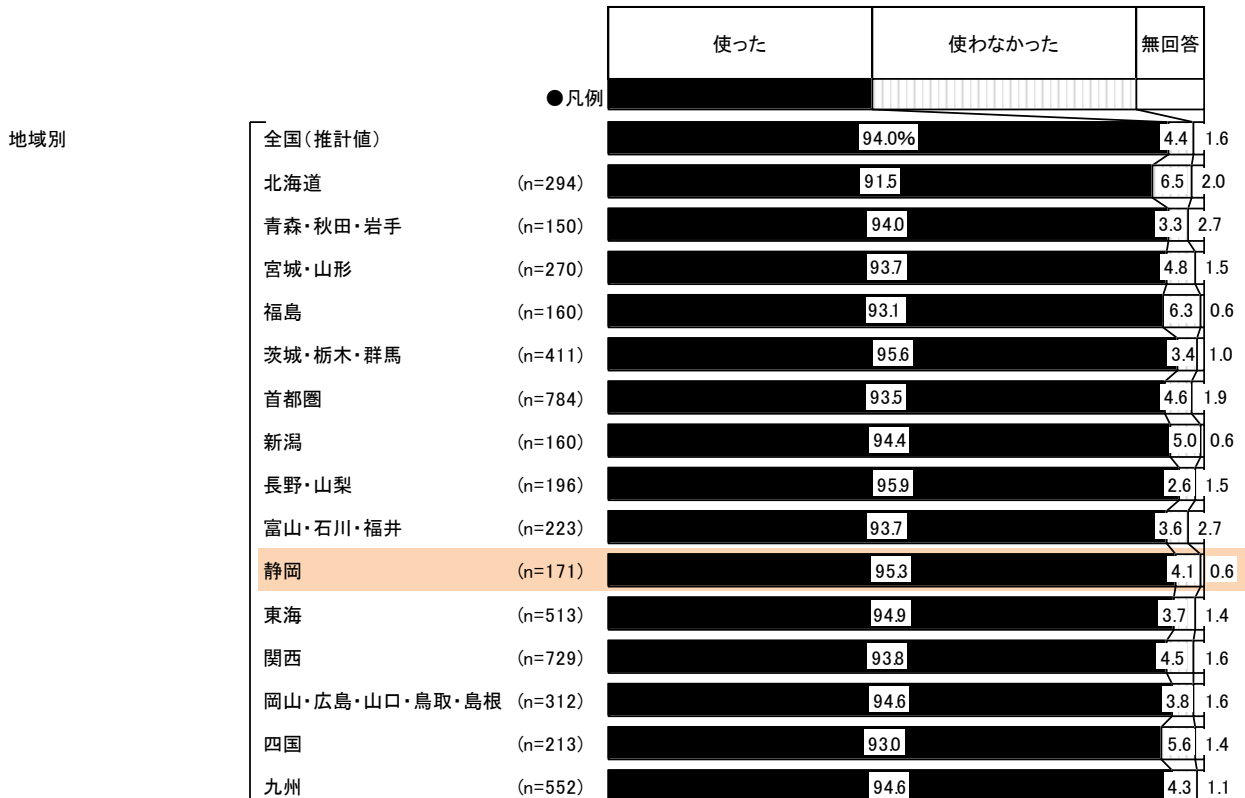 使った 使わなかった 無回答
●凡例
地域別 全国(推計値) 94.0% 4.4 1.6
北海道 (n=294) 91.5 6.5 2.0
青森・秋田・岩手 (n=150) 94.0 3.3 2.7
宮城・山形 (n=270) 93.7 4.8 1.5
福島 (n=160) 93.1 6.3 0.6
茨城・栃木・群馬 (n=411) 95.6 3.4 1.0
首都圏 (n=784) 93.5 4.6 1.9
新潟 (n=160) 94.4 5.0 0.6
長野・山梨 (n=196) 95.9 2.6 1.5
富山・石川・福井 (n=223) 93.7 3.6 2.7
静岡 (n=171) 95.3 4.1 0.6
東海 (n=513) 94.9 3.7 1.4
関西 (n=729) 93.8 4.5 1.6
岡山・広島・山口・鳥取・島根 (n=312) 94.6 3.8 1.6
四国 (n=213) 93.0 5.6 1.4
九州 (n=552) 94.6 4.3 1.1